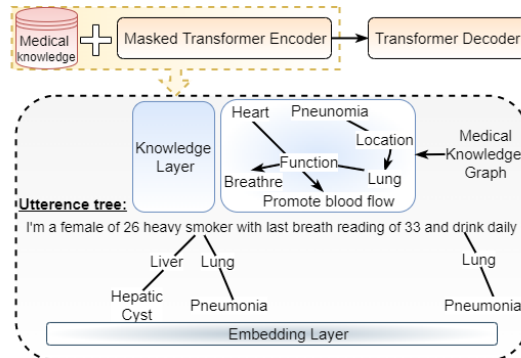 Medical
knowledge
Masked Transformer Encoder
Transformer Decoder
Knowledge
Layer
Heart
Pneunomia
Location
Function
Breathre
Lung
Promote blood flow
Medical
Knowledge
Graph
Utterence tree:
I'm a female of 26 heavy smoker with last breath reading of 33 and drink daily
Liver
Lung
Lung
Hepatic
Cyst
Pneumonia
Pneumonia
Embedding Layer